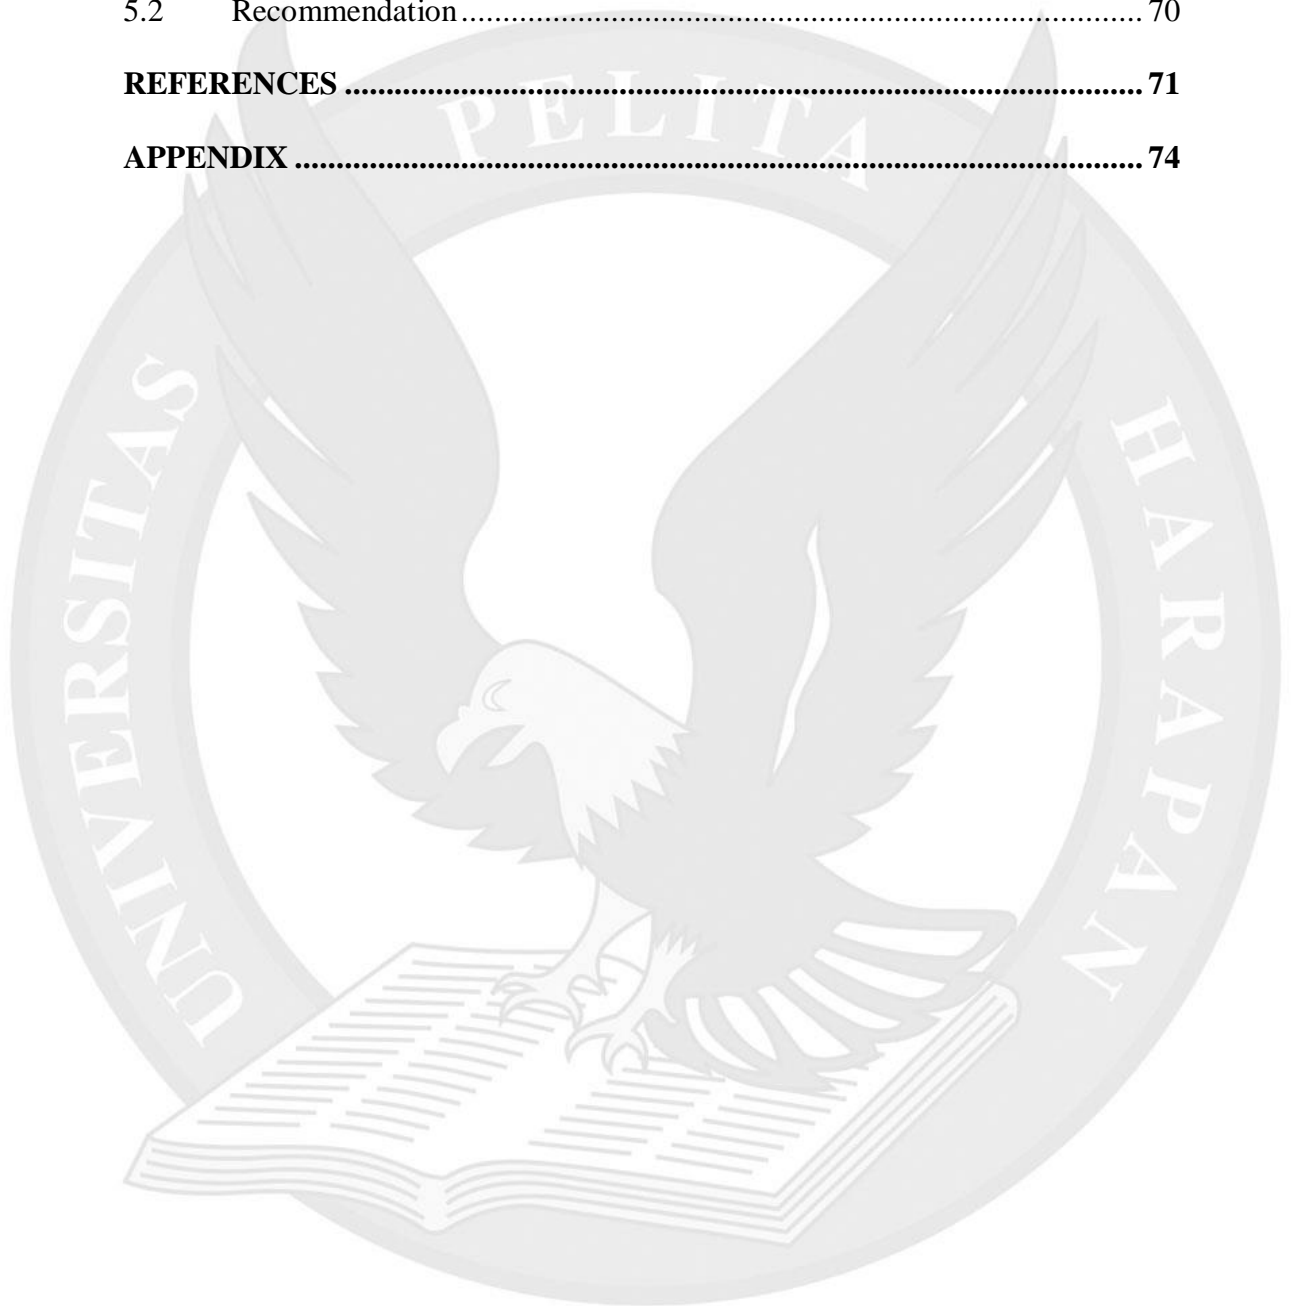 5.2 Recommendation 70
REFERENCES 71
APPENDIX 74
UNIVERSITAS PELITA HARAPAN